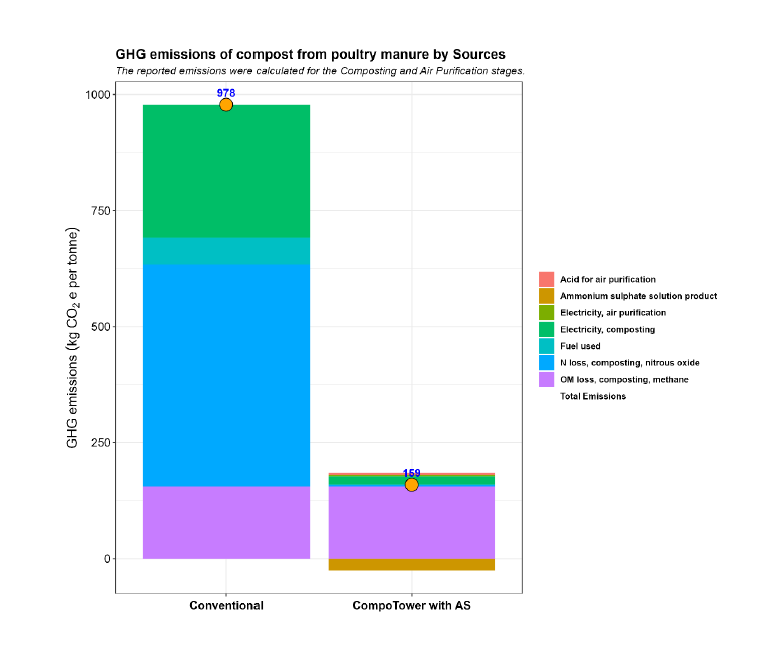 GHG emissions of compost from poultry manure by Sources
The reported emissions were calculated for the Composting and Air Purification stages.
GHG emissions (kg CO₂ e per tonne)
1000
750
500
250
0
978
159
Conventional
CompoTower with AS
Acid for air purification
Ammonium sulphate solution product
Electricity, air purification
Electricity, composting
Fuel used
N loss, composting, nitrous oxide
OM loss, composting, methane
Total Emissions